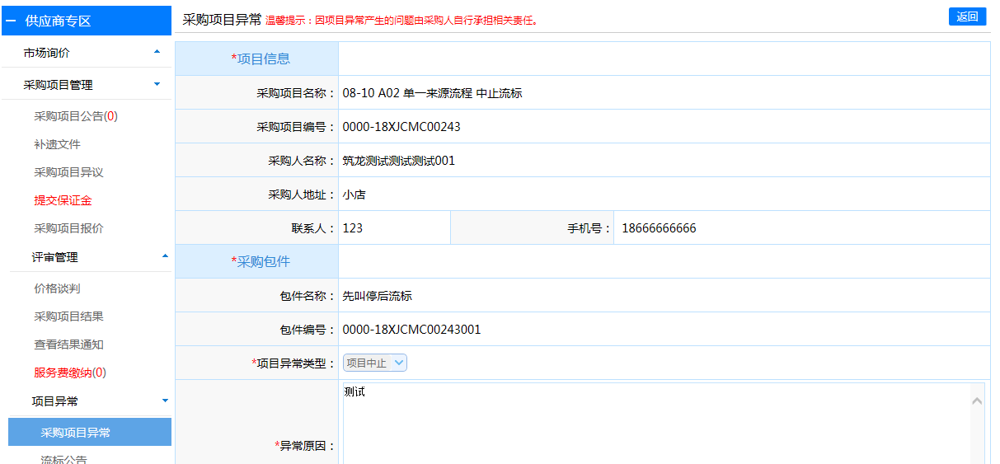 供应商专区
市场询价
采购项目管理
采购项目公告(0)
补遗文件
采购项目异议
提交保证金
采购项目报价
评审管理
价格谈判
采购项目结果
查看结果通知
服务费缴纳(0)
项目异常
采购项目异常
流标公告
采购项目异常 温馨提示：因项目异常产生的问题由采购人自行承担相关责任。 返回
*项目信息
采购项目名称： 08-10 A02 单一来源流程 中止流标
采购项目编号： 0000-18XJCMC00243
采购人名称： 筑龙测试测试测试001
采购人地址： 小店
联系人： 123 手机号： 18666666666
*采购包件
包件名称： 先叫停后流标
包件编号： 0000-18XJCMC00243001
*项目异常类型： 项目中止
*异常原因： 测试